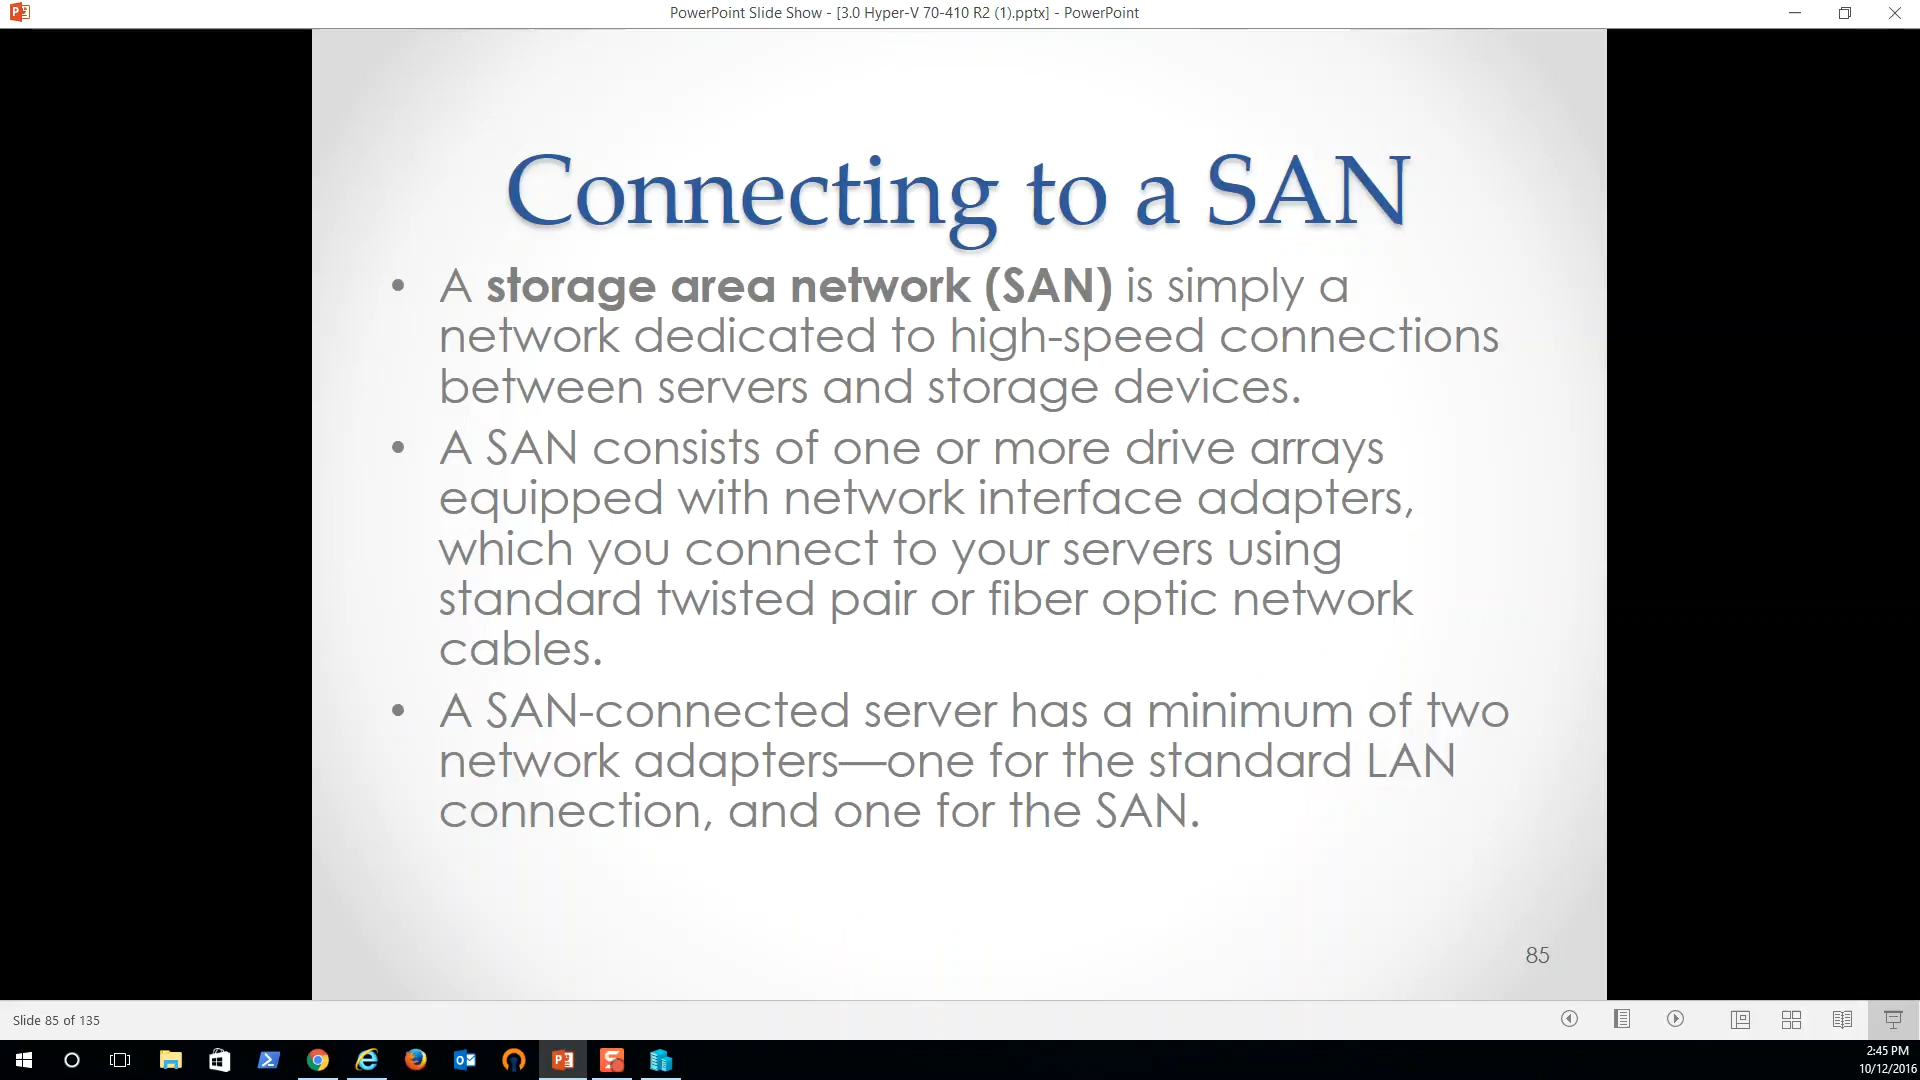 PowerPoint Slide Show - [3.0 Hyper-V 70-410 R2 (1).pptx] - PowerPoint
Connecting to a SAN
• A storage area network (SAN) is simply a
network dedicated to high-speed connections
between servers and storage devices.
• A SAN consists of one or more drive arrays
equipped with network interface adapters,
which you connect to your servers using
standard twisted pair or fiber optic network
cables.
• A SAN-connected server has a minimum of two
network adapters—one for the standard LAN
connection, and one for the SAN.
85
Slide 85 of 135
2:45 PM
10/12/2016